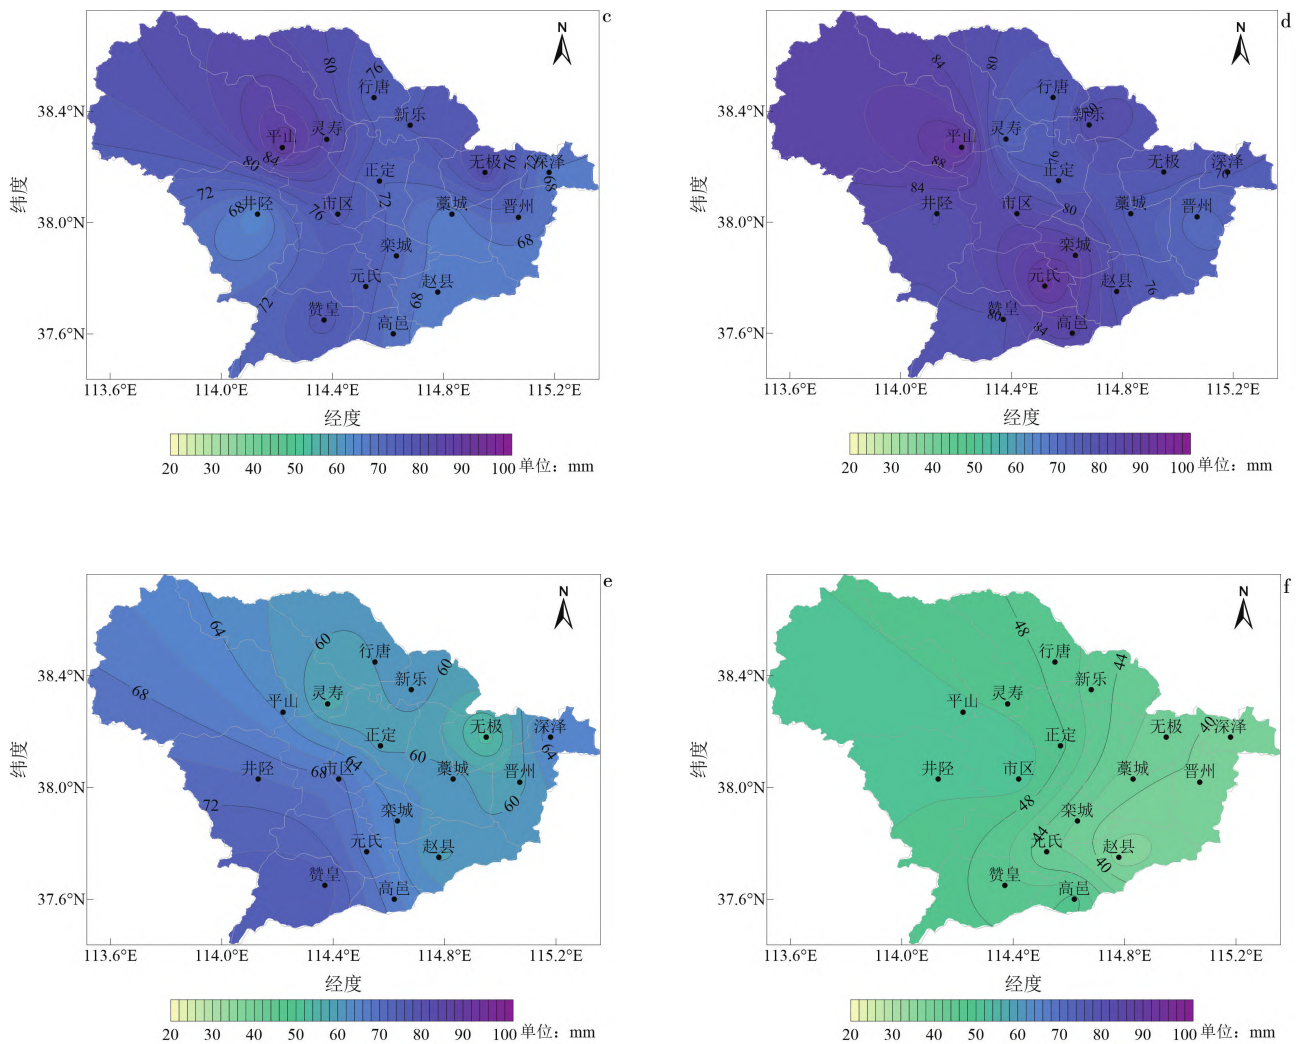 c
N
38.4°N
38.0°N
37.6°N
纬度
80
76
行唐
新乐
平山
灵寿
无极
76
72
深泽
68
80
84
正定
72
72
68
井陉
76
市区
藁城
晋州
68
栾城
元氏
赵县
68
72
赞皇
高邑
113.6°E
114.0°E
114.4°E
114.8°E
115.2°E
经度
20
30
40
50
60
70
80
90
100
单位：mm
d
N
38.4°N
38.0°N
37.6°N
纬度
84
80
行唐
80
新乐
平山
灵寿
88
76
正定
无极
深泽
76
84
井陉
市区
80
藁城
晋州
栾城
元氏
赵县
76
赞皇
80
84
高邑
113.6°E
114.0°E
114.4°E
114.8°E
115.2°E
经度
20
30
40
50
60
70
80
90
100
单位：mm
e
N
38.4°N
38.0°N
37.6°N
纬度
64
60
行唐
60
新乐
68
平山
灵寿
无极
深泽
正定
60
64
64
68
井陉
市区
藁城
晋州
60
72
栾城
元氏
赵县
赞皇
高邑
113.6°E
114.0°E
114.4°E
114.8°E
115.2°E
经度
20
30
40
50
60
70
80
90
100
单位：mm
f
N
38.4°N
38.0°N
37.6°N
纬度
48
行唐
44
新乐
平山
灵寿
无极
40
深泽
正定
井陉
市区
藁城
晋州
48
栾城
44
元氏
赵县
40
赞皇
高邑
113.6°E
114.0°E
114.4°E
114.8°E
115.2°E
经度
20
30
40
50
60
70
80
90
100
单位：mm